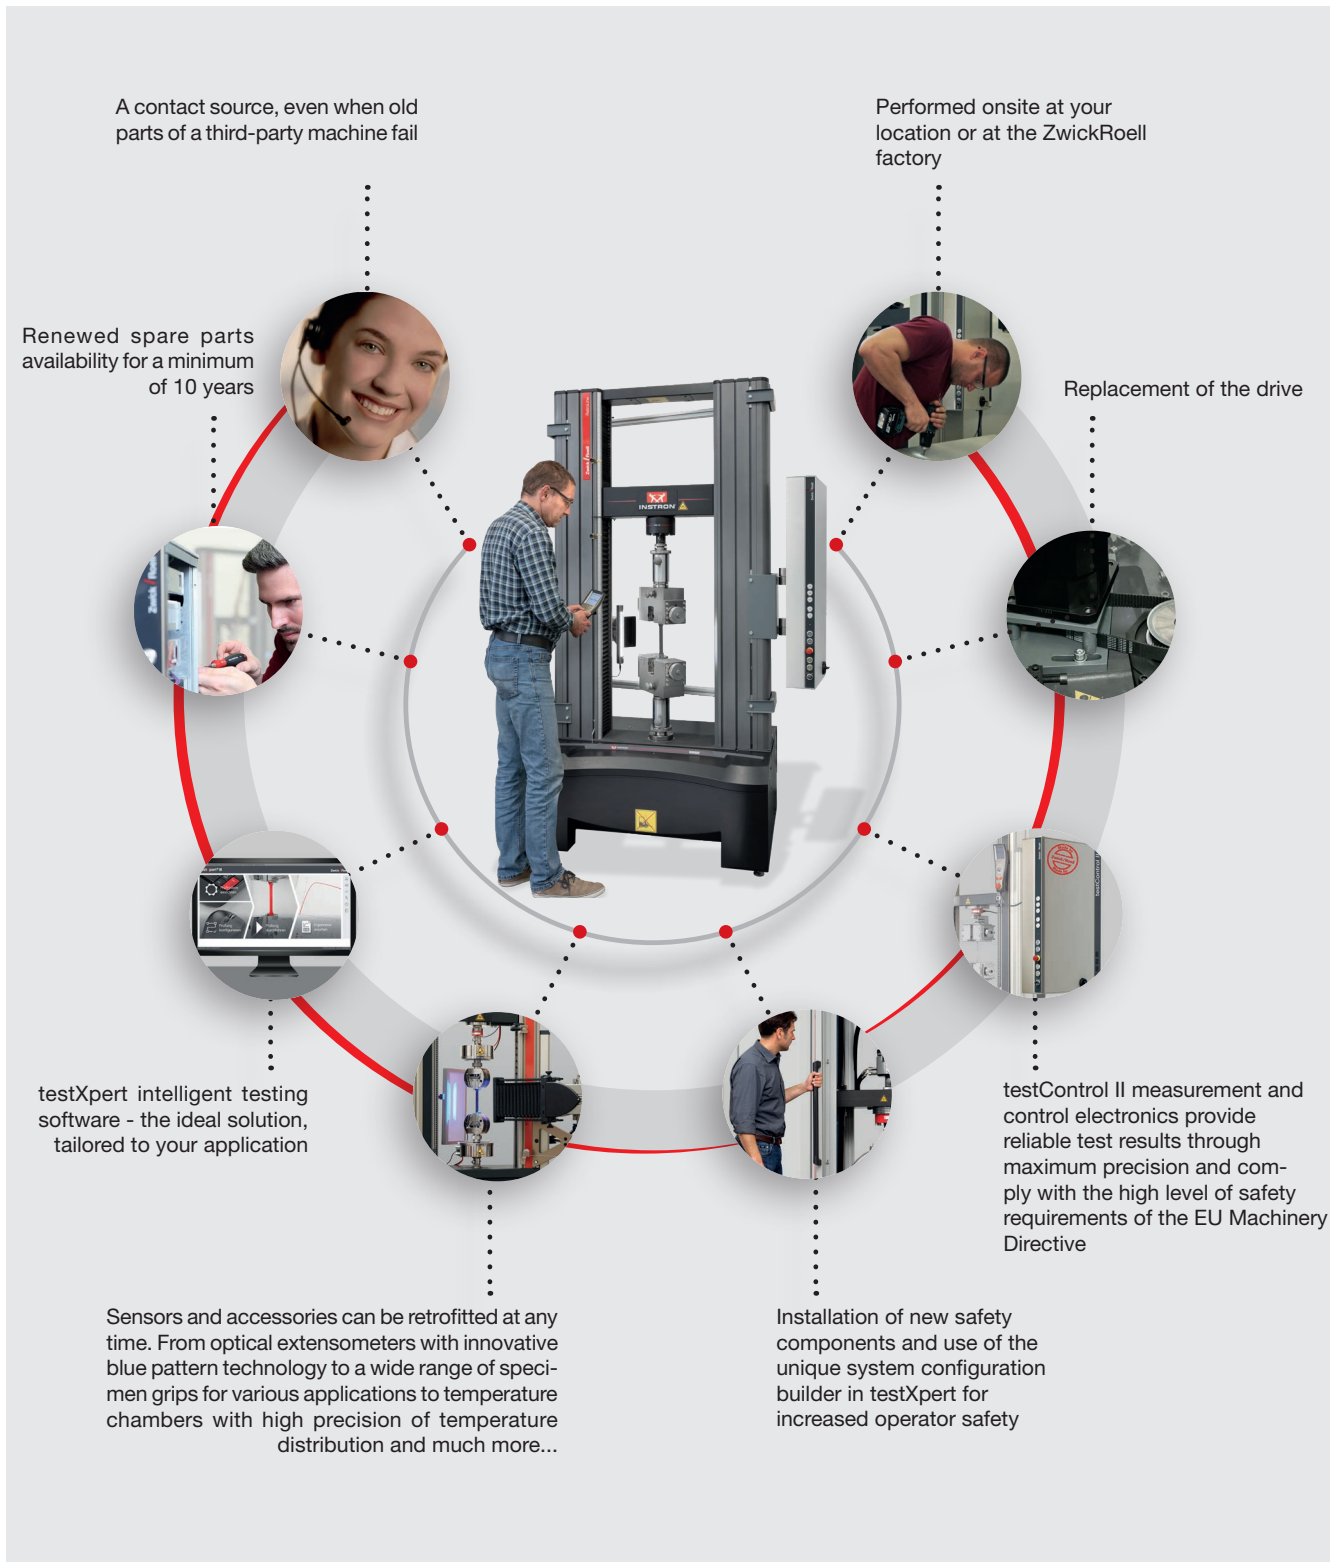 A contact source, even when old
parts of a third-party machine fail
Performed onsite at your
location or at the ZwickRoell
factory
Renewed spare parts
availability for a minimum
of 10 years
Replacement of the drive
INSTRON
testXpert intelligent testing
software - the ideal solution,
tailored to your application
testControl II measurement and
control electronics provide
reliable test results through
maximum precision and com-
ply with the high level of safety
requirements of the EU Machinery
Directive
Sensors and accessories can be retrofitted at any
time. From optical extensometers with innovative
blue pattern technology to a wide range of speci-
men grips for various applications to temperature
chambers with high precision of temperature
distribution and much more...
Installation of new safety
components and use of the
unique system configuration
builder in testXpert for
increased operator safety